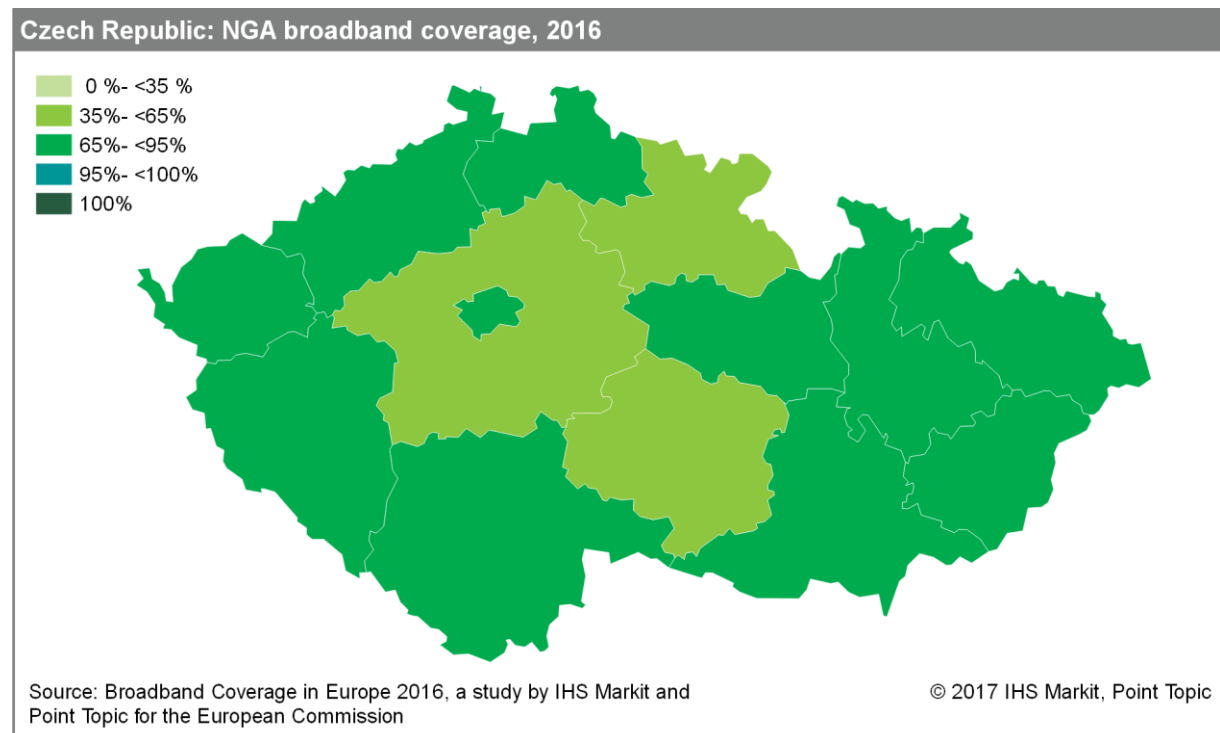 Czech Republic: NGA broadband coverage, 2016
0 %- <35 %
35%- <65%
65%- <95%
95%- <100%
100%
Source: Broadband Coverage in Europe 2016, a study by IHS Markit and
Point Topic for the European Commission
© 2017 IHS Markit, Point Topic